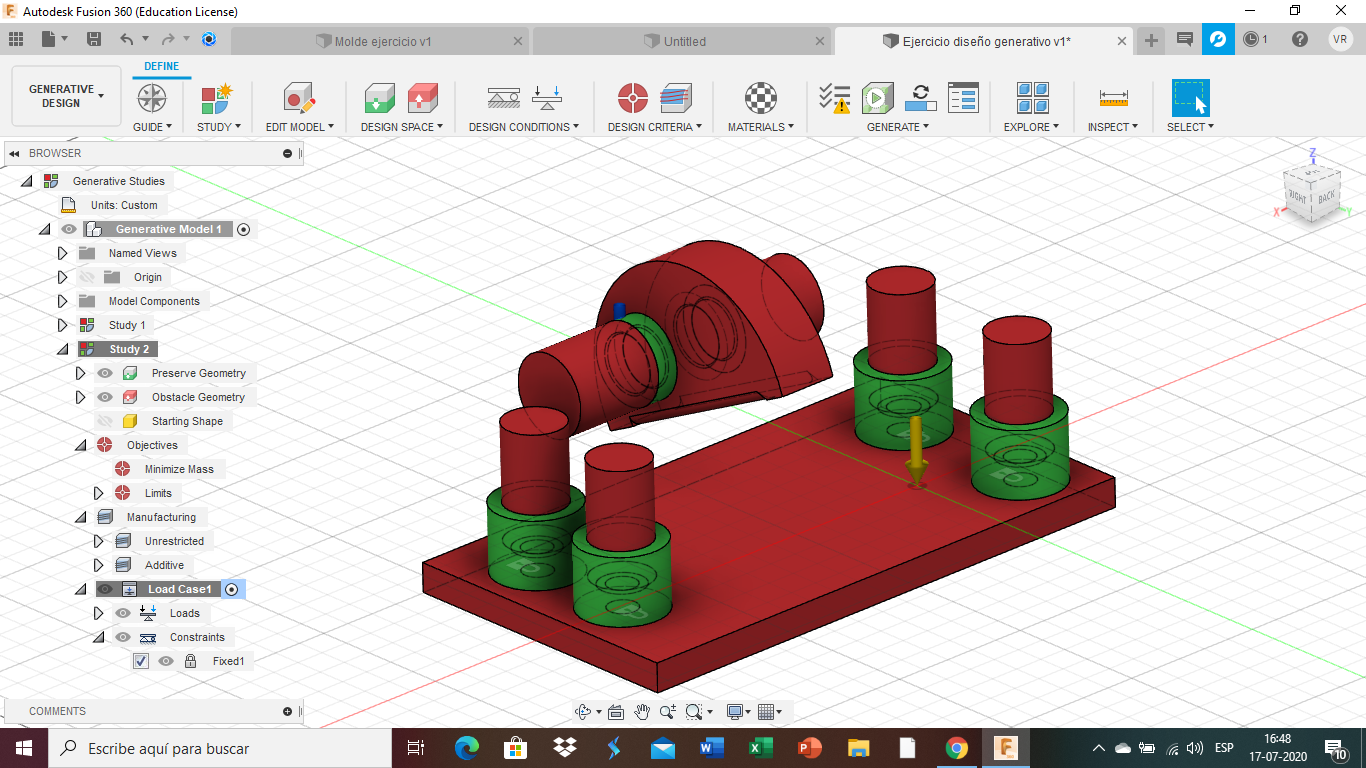 Autodesk Fusion 360 (Education License)
Molde ejercicio v1
Untitled
Ejercicio diseño generativo v1*
1
VR
GENERATIVE
DESIGN
DEFINE
GUIDE
STUDY
EDIT MODEL
DESIGN SPACE
DESIGN CONDITIONS
DESIGN CRITERIA
MATERIALS
GENERATE
EXPLORE
INSPECT
SELECT
BROWSER
Generative Studies
Units: Custom
Generative Model 1
Named Views
Origin
Model Components
Study 1
Study 2
Preserve Geometry
Obstacle Geometry
Starting Shape
Objectives
Minimize Mass
Limits
Manufacturing
Unrestricted
Additive
Load Case1
Loads
Constraints
Fixed1
Z
RIGHT
BACK
X
Y
COMMENTS
Escribe aquí para buscar
ESP
16:48
17-07-2020
10